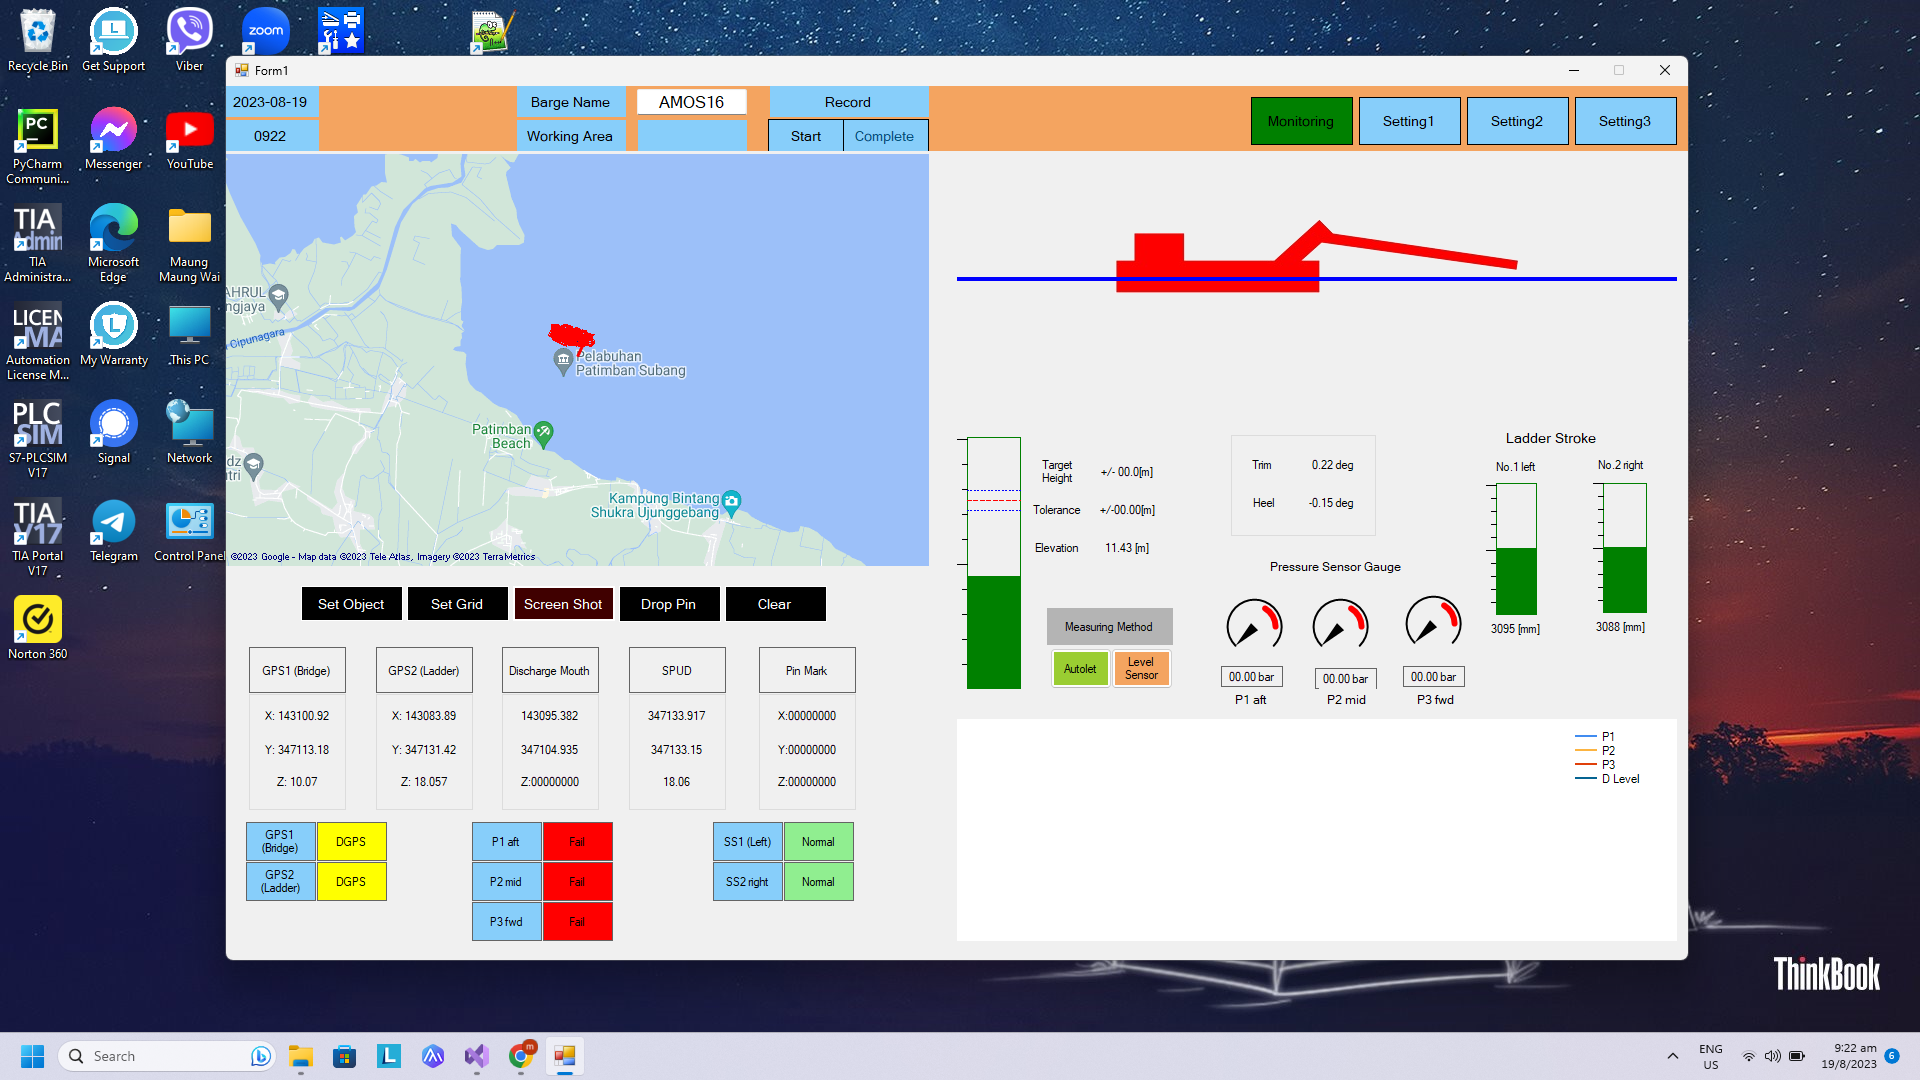 Recycle Bin
Get Support
Viber
zoom
PyCharm
Communi...
Messenger
YouTube
TIA
Admin
TIA
Administra...
Microsoft
Edge
Maung
Maung Wai
LICEN
MA
Automation
License M...
My Warranty
This PC
PLC
SIM
S7-PLCSIM
V17
Signal
Network
TIA
V17
TIA Portal
V17
Telegram
Control Panel
Norton 360
Form1
2023-08-19
0922
Barge Name
AMOS16
Working Area
Record
Start
Complete
Monitoring
Setting1
Setting2
Setting3
AHRUL
ngjaya
Cipunagara
Pelabuhan
Patimban Subang
Patimban
Beach
dz
tri
Kampung Bintang
Shukra Ujunggebang
©2023 Google - Map data ©2023 Tele Atlas, Imagery ©2023 TerraMetrics
Set Object
Set Grid
Screen Shot
Drop Pin
Clear
GPS1 (Bridge)
X: 143100.92
Y: 347113.18
Z: 10.07
GPS2 (Ladder)
X: 143083.89
Y: 347131.42
Z: 18.057
Discharge Mouth
143095.382
347104.935
Z:00000000
SPUD
347133.917
347133.15
18.06
Pin Mark
X:00000000
Y:00000000
Z:00000000
GPS1
(Bridge)
DGPS
GPS2
(Ladder)
DGPS
P1 aft
Fail
P2 mid
Fail
P3 fwd
Fail
SS1 (Left)
Normal
SS2 right
Normal
Target
Height
+/- 00.0[m]
Tolerance
+/-00.00[m]
Elevation
11.43 [m]
Measuring Method
Autolet
Level
Sensor
Trim
0.22 deg
Heel
-0.15 deg
Pressure Sensor Gauge
00.00 bar
P1 aft
00.00 bar
P2 mid
00.00 bar
P3 fwd
Ladder Stroke
No.1 left
No.2 right
3095 [mm]
3088 [mm]
P1
P2
P3
D Level
ThinkBook
Search
ENG
US
9:22 am
19/8/2023
6